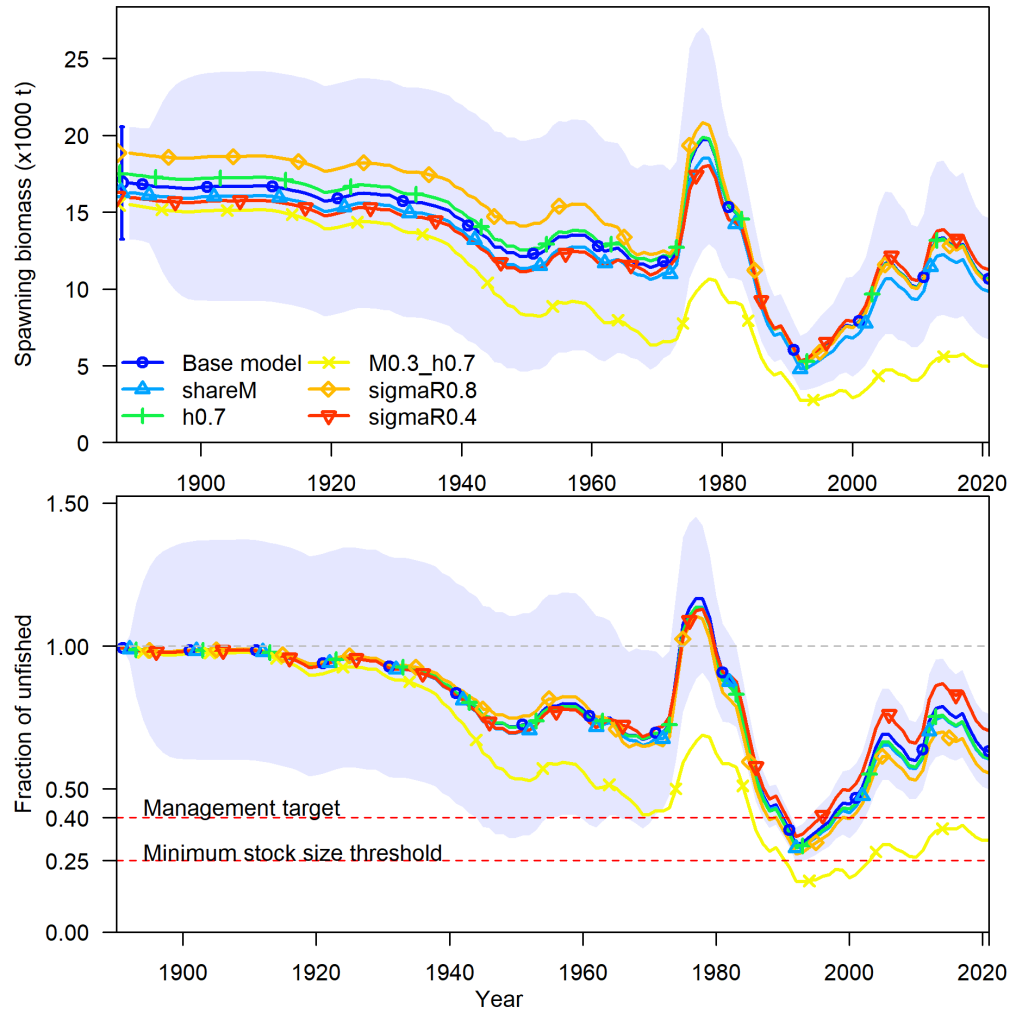 Spawning biomass (x1000 t)
25
20
15
10
5
0
Base model
shareM
h0.7
M0.3_h0.7
sigmaR0.8
sigmaR0.4
1900 1920 1940 1960 1980 2000 2020
Fraction of unfished
1.50
1.00
0.50
0.40
0.25
0.00
Management target
Minimum stock size threshold
1900 1920 1940 1960 1980 2000 2020
Year